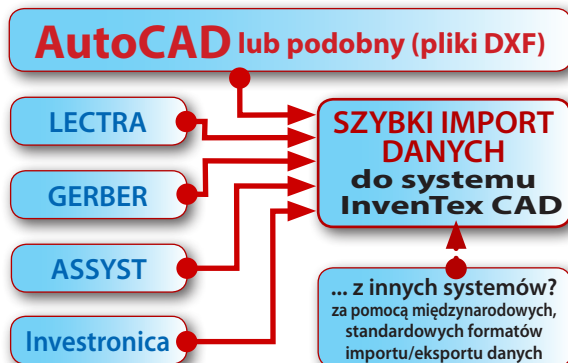 AutoCAD lub podobny (pliki DXF)
LECTRA
GERBER
ASSYST
Investronica
SZYBKI IMPORT
DANYCH
do systemu
InvenTex CAD
... z innych systemów?
za pomocą międzynarodowych,
standardowych formatów
importu/eksportu danych